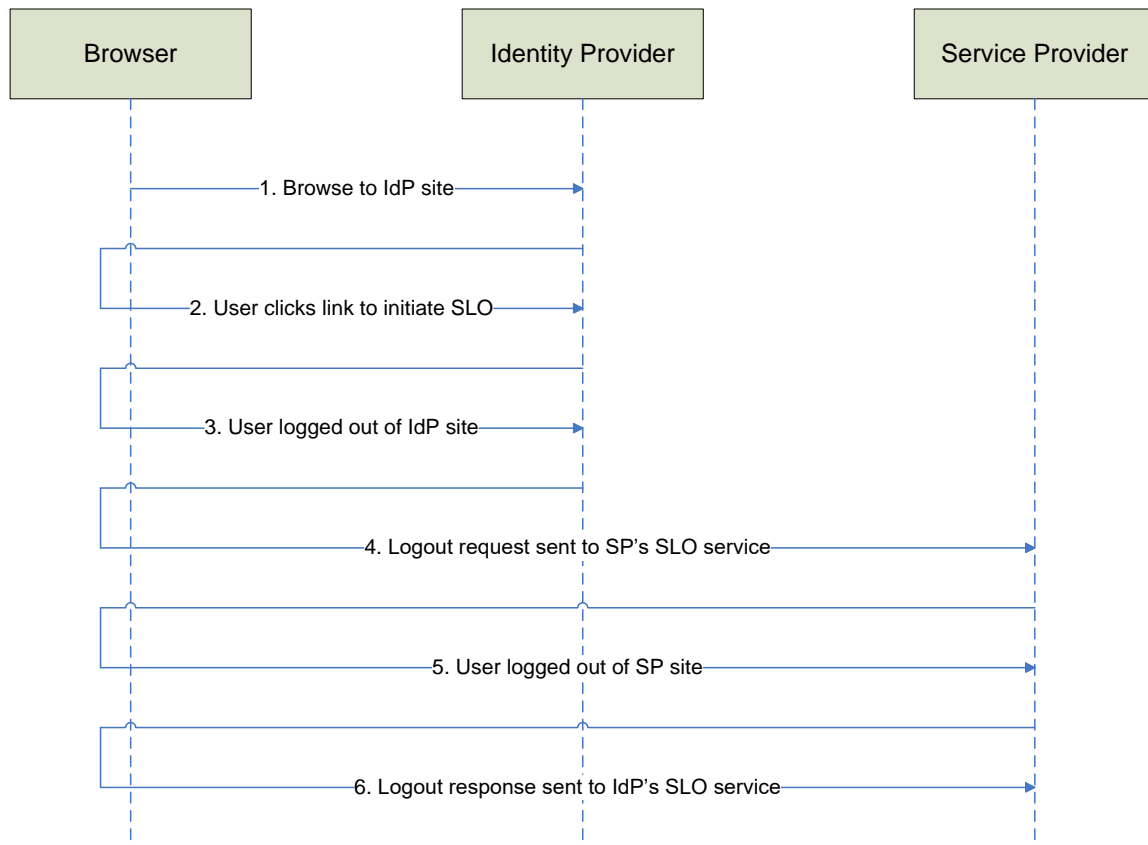 Browser
Identity Provider
Service Provider
1. Browse to IdP site
2. User clicks link to initiate SLO
3. User logged out of IdP site
4. Logout request sent to SP’s SLO service
5. User logged out of SP site
6. Logout response sent to IdP’s SLO service